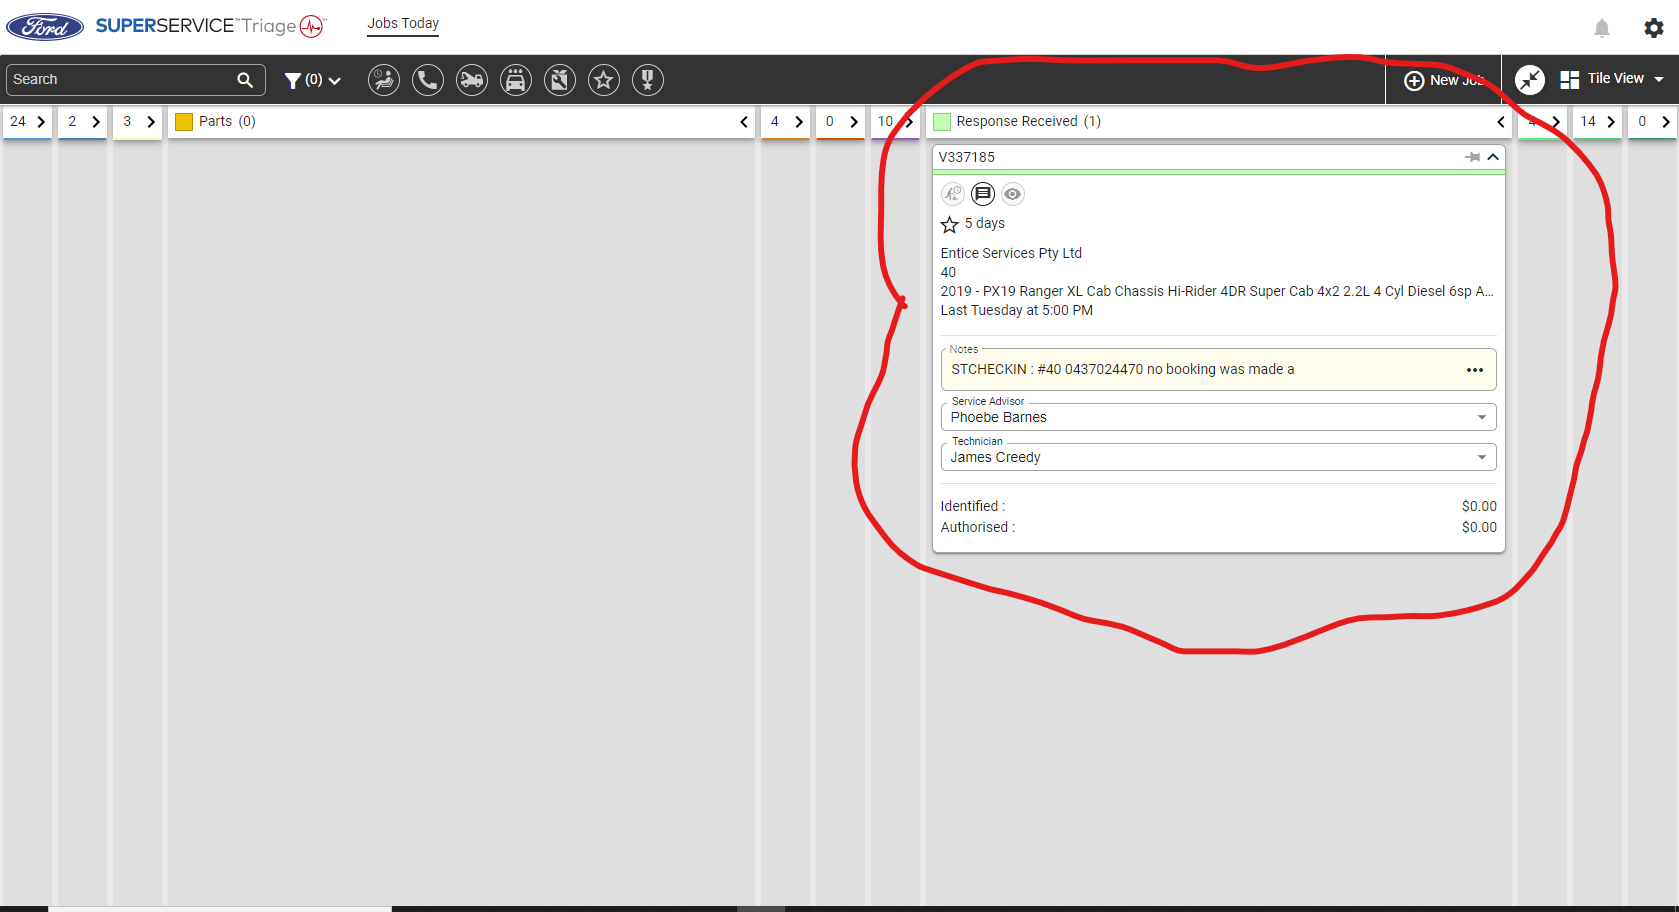 Ford SUPERSERVICE™Triage Jobs Today
Search (0) New Job Tile View
24 2 3 Parts (0) 4 0 10 Response Received (1) 4 14 0
V337185
5 days
Entice Services Pty Ltd
40
2019 - PX19 Ranger XL Cab Chassis Hi-Rider 4DR Super Cab 4x2 2.2L 4 Cyl Diesel 6sp A...
Last Tuesday at 5:00 PM
Notes
STCHECKIN : #40 0437024470 no booking was made a
Service Advisor
Phoebe Barnes
Technician
James Creedy
Identified : $0.00
Authorised : $0.00